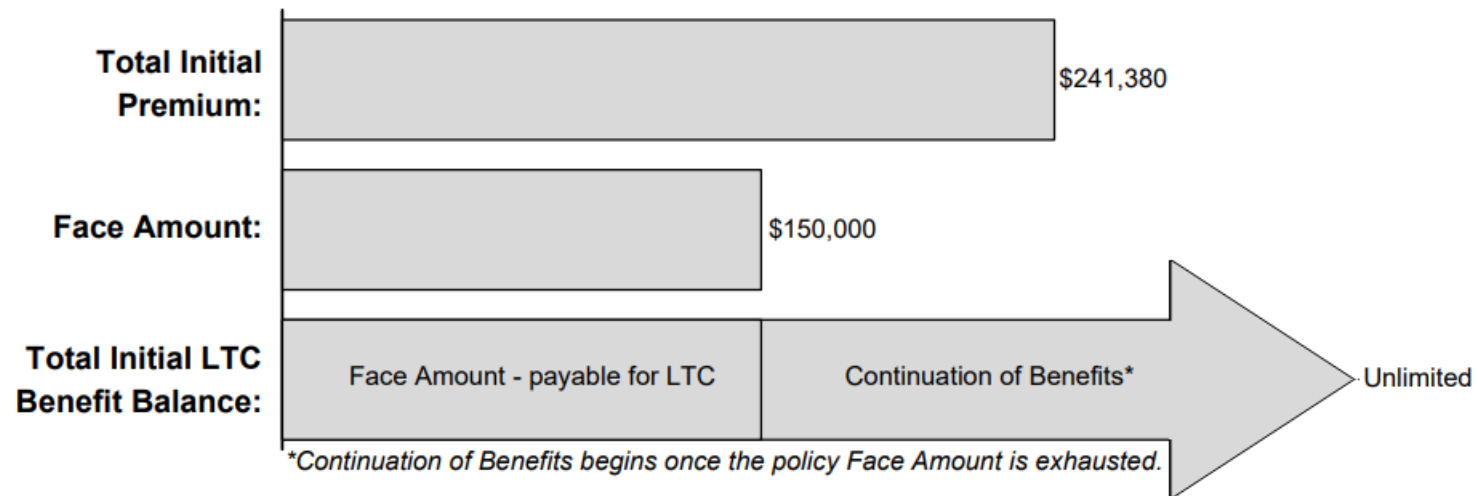 Total Initial
Premium:
$241,380
Face Amount:
$150,000
Total Initial LTC
Benefit Balance:
Face Amount - payable for LTC
Continuation of Benefits*
Unlimited
*Continuation of Benefits begins once the policy Face Amount is exhausted.